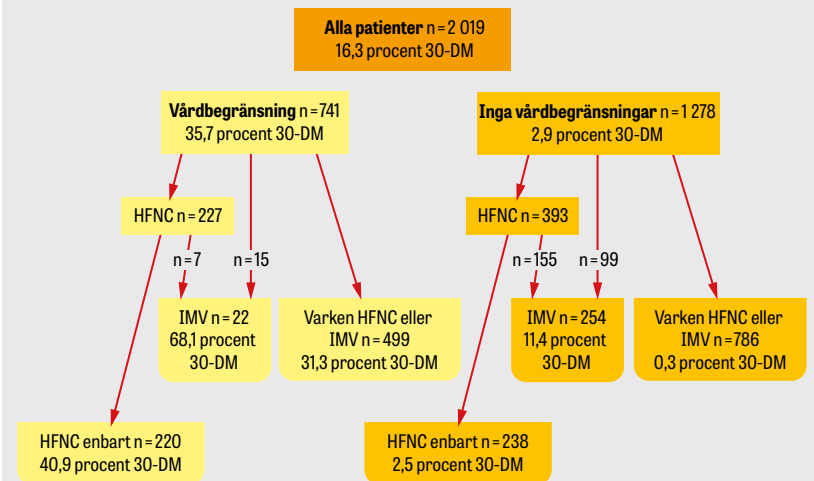 Alla patienter n=2 019
16,3 procent 30-DM
Vårdbegränsning n=741
35,7 procent 30-DM
Inga vårdbegränsningar n=1 278
2,9 procent 30-DM
HFNC n=227
HFNC n=393
n=7
n=15
n=155
n=99
IMV n=22
68,1 procent
30-DM
Varken HFNC eller
IMV n=499
31,3 procent 30-DM
IMV n=254
11,4 procent
30-DM
Varken HFNC eller
IMV n=786
0,3 procent 30-DM
HFNC enbart n=220
40,9 procent 30-DM
HFNC enbart n=238
2,5 procent 30-DM